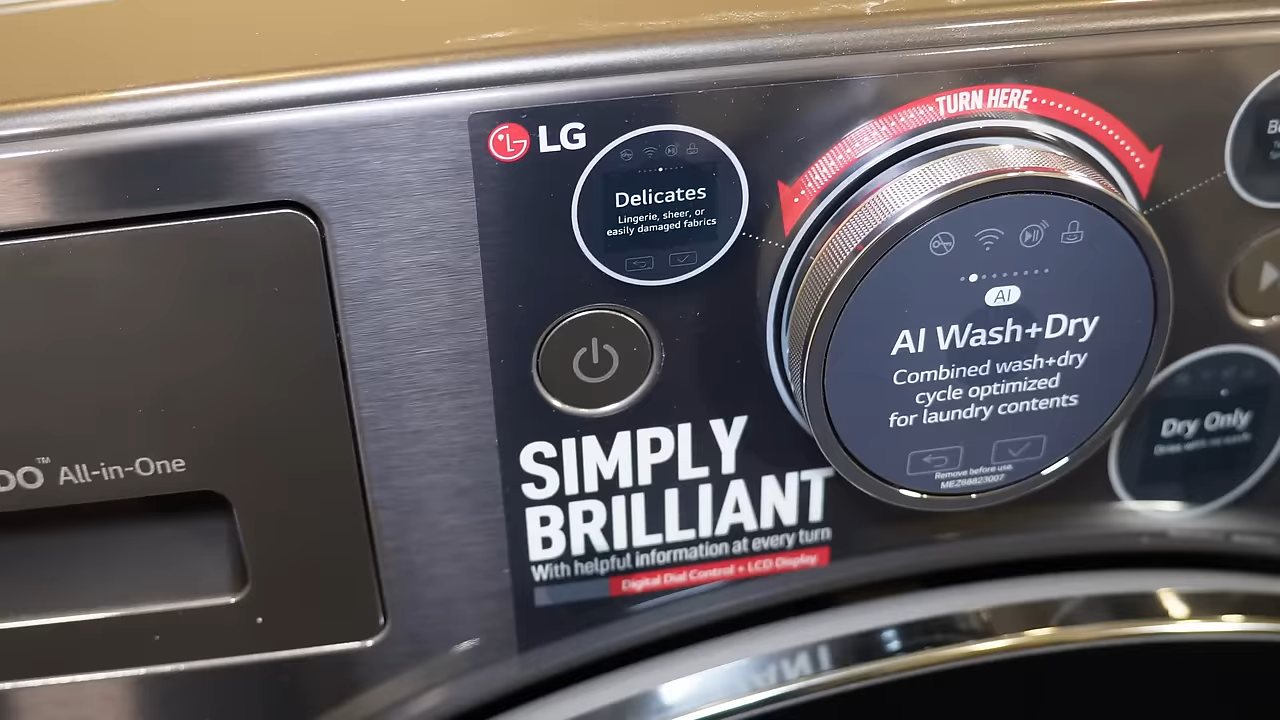 LG
TURN HERE
Delicates
Lingerie, sheer, or
easily damaged fabrics
AI
AI Wash+Dry
Combined wash+dry
cycle optimized
for laundry contents
Remove before use.
MEZ68823007
Dry Only
All-in-One
SIMPLY
BRILLIANT
With helpful information at every turn
Digital Dial Control + LCD Display